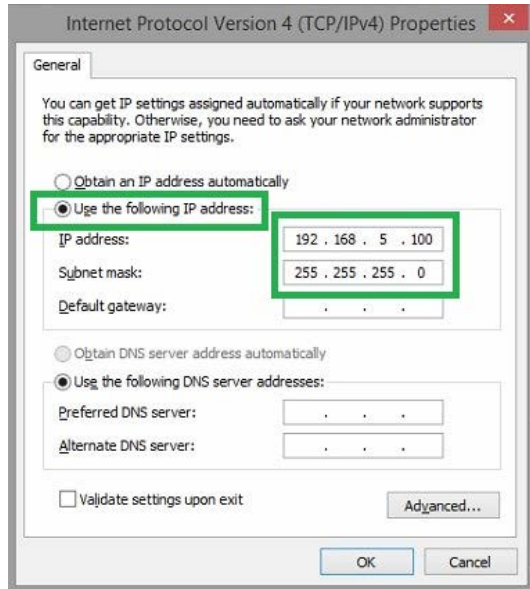 Internet Protocol Version 4 (TCP/IPv4) Properties
General
You can get IP settings assigned automatically if your network supports
this capability. Otherwise, you need to ask your network administrator
for the appropriate IP settings.
Obtain an IP address automatically
Use the following IP address:
IP address: 192 . 168 . 5 . 100
Subnet mask: 255 . 255 . 255 . 0
Default gateway: . . .
Obtain DNS server address automatically
Use the following DNS server addresses:
Preferred DNS server: . . .
Alternate DNS server: . . .
Validate settings upon exit
Advanced...
OK Cancel